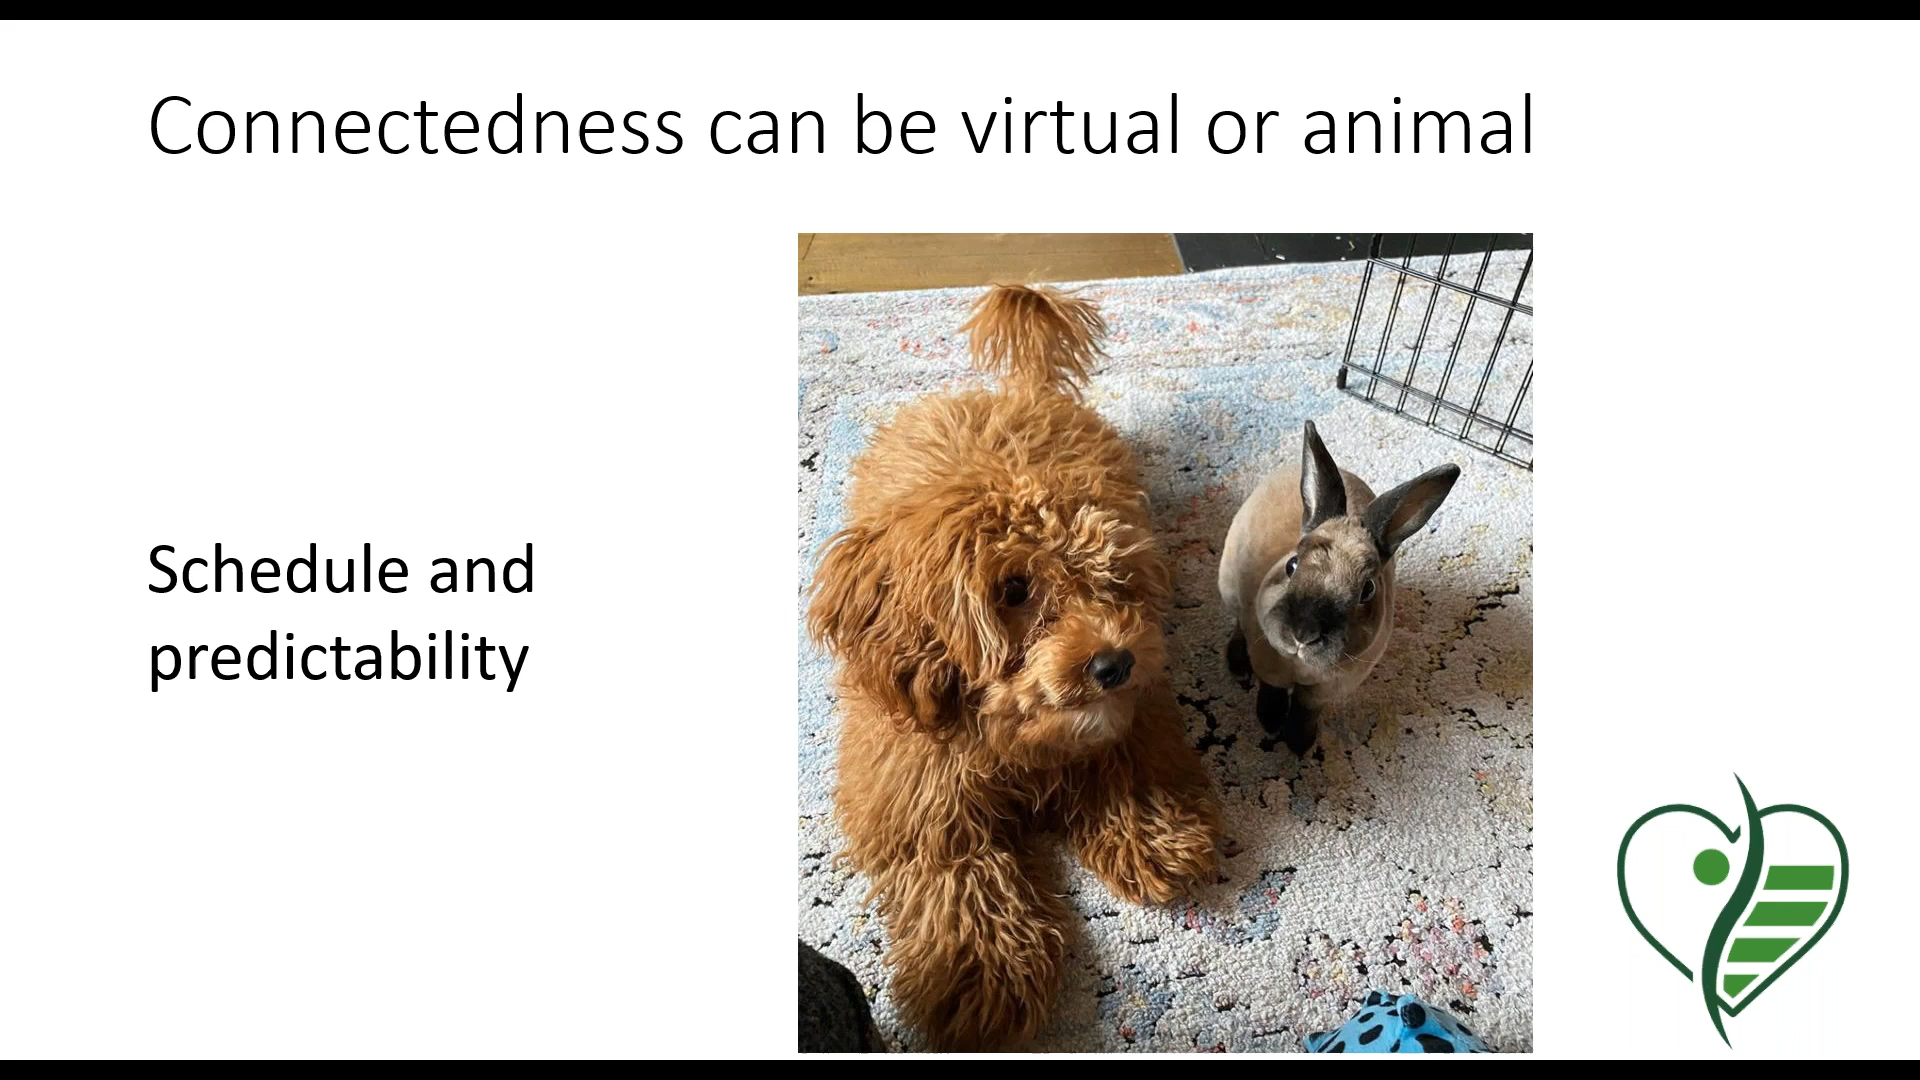 Connectedness can be virtual or animal
Schedule and
predictability